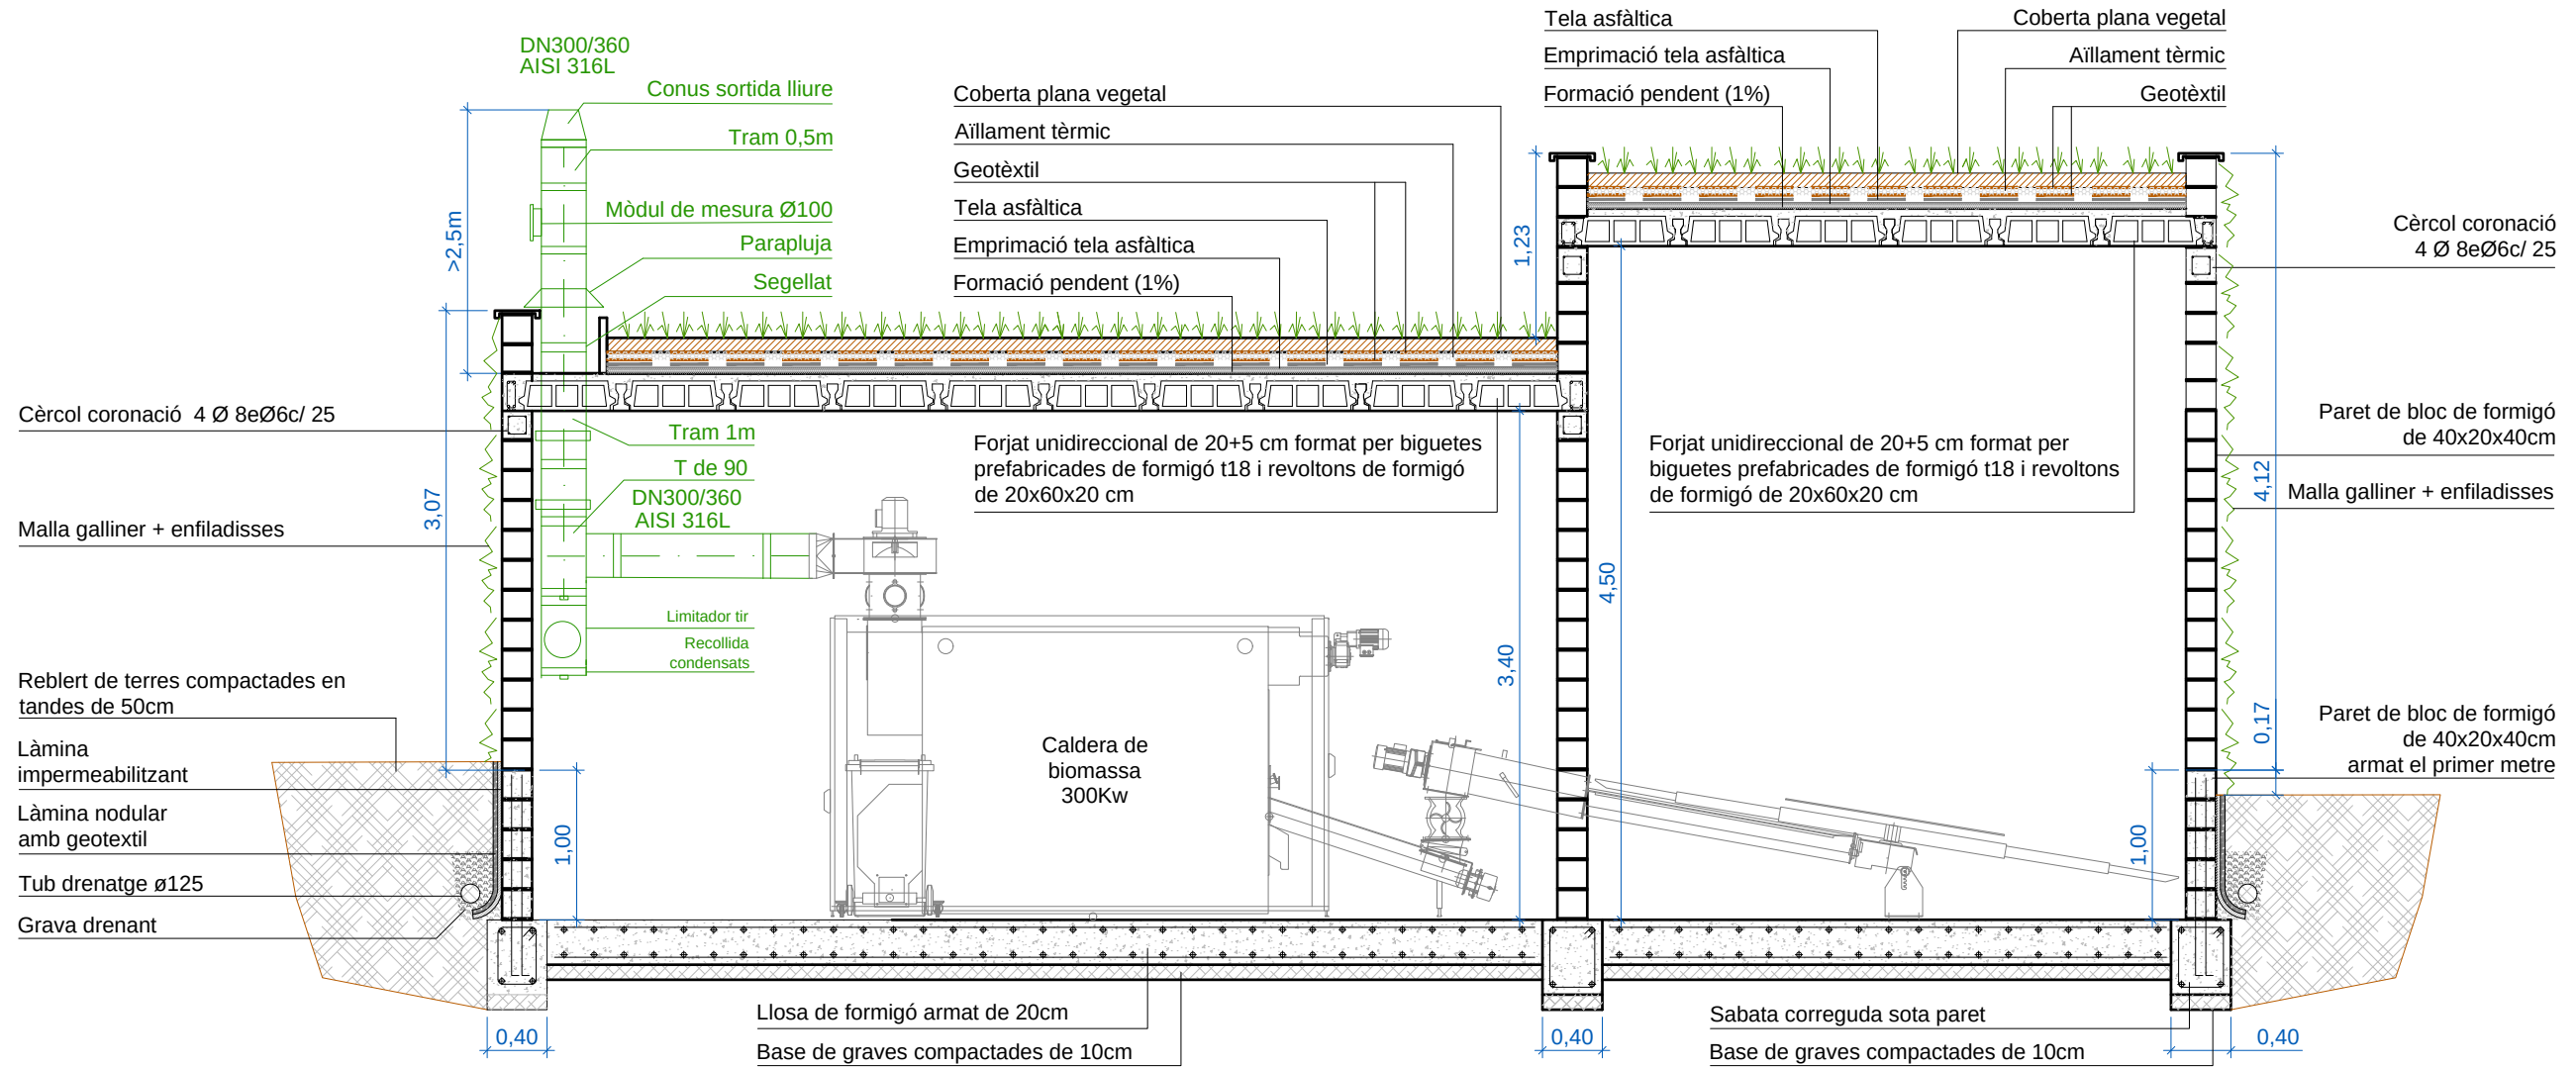 DN300/360
AISI 316L
Conus sortida lliure
Tram 0,5m
Mòdul de mesura Ø100
Parapluja
Segellat
>2,5m
Coberta plana vegetal
Aïllament tèrmic
Geotèxtil
Tela asfàltica
Emprimació tela asfàltica
Formació pendent (1%)
Tela asfàltica
Emprimació tela asfàltica
Formació pendent (1%)
Coberta plana vegetal
Aïllament tèrmic
Geotèxtil
1,23
Cèrcol coronació
4 Ø 8eØ6c/ 25
Cèrcol coronació  4 Ø 8eØ6c/ 25
Malla galliner + enfiladisses
3,07
Tram 1m
T de 90
DN300/360
AISI 316L
Limitador tir
Recollida
condensats
Forjat unidireccional de 20+5 cm format per biguetes
prefabricades de formigó t18 i revoltons de formigó
de 20x60x20 cm
Forjat unidireccional de 20+5 cm format per
biguetes prefabricades de formigó t18 i revoltons
de formigó de 20x60x20 cm
Paret de bloc de formigó
de 40x20x40cm
4,12
Malla galliner + enfiladisses
4,50
3,40
Reblert de terres compactades en
tandes de 50cm
Làmina
impermeabilitzant
Làmina nodular
amb geotextil
Tub drenatge ø125
Grava drenant
1,00
Caldera de
biomassa
300Kw
0,17
Paret de bloc de formigó
de 40x20x40cm
armat el primer metre
1,00
Llosa de formigó armat de 20cm
Base de graves compactades de 10cm
Sabata correguda sota paret
Base de graves compactades de 10cm
0,40
0,40
0,40